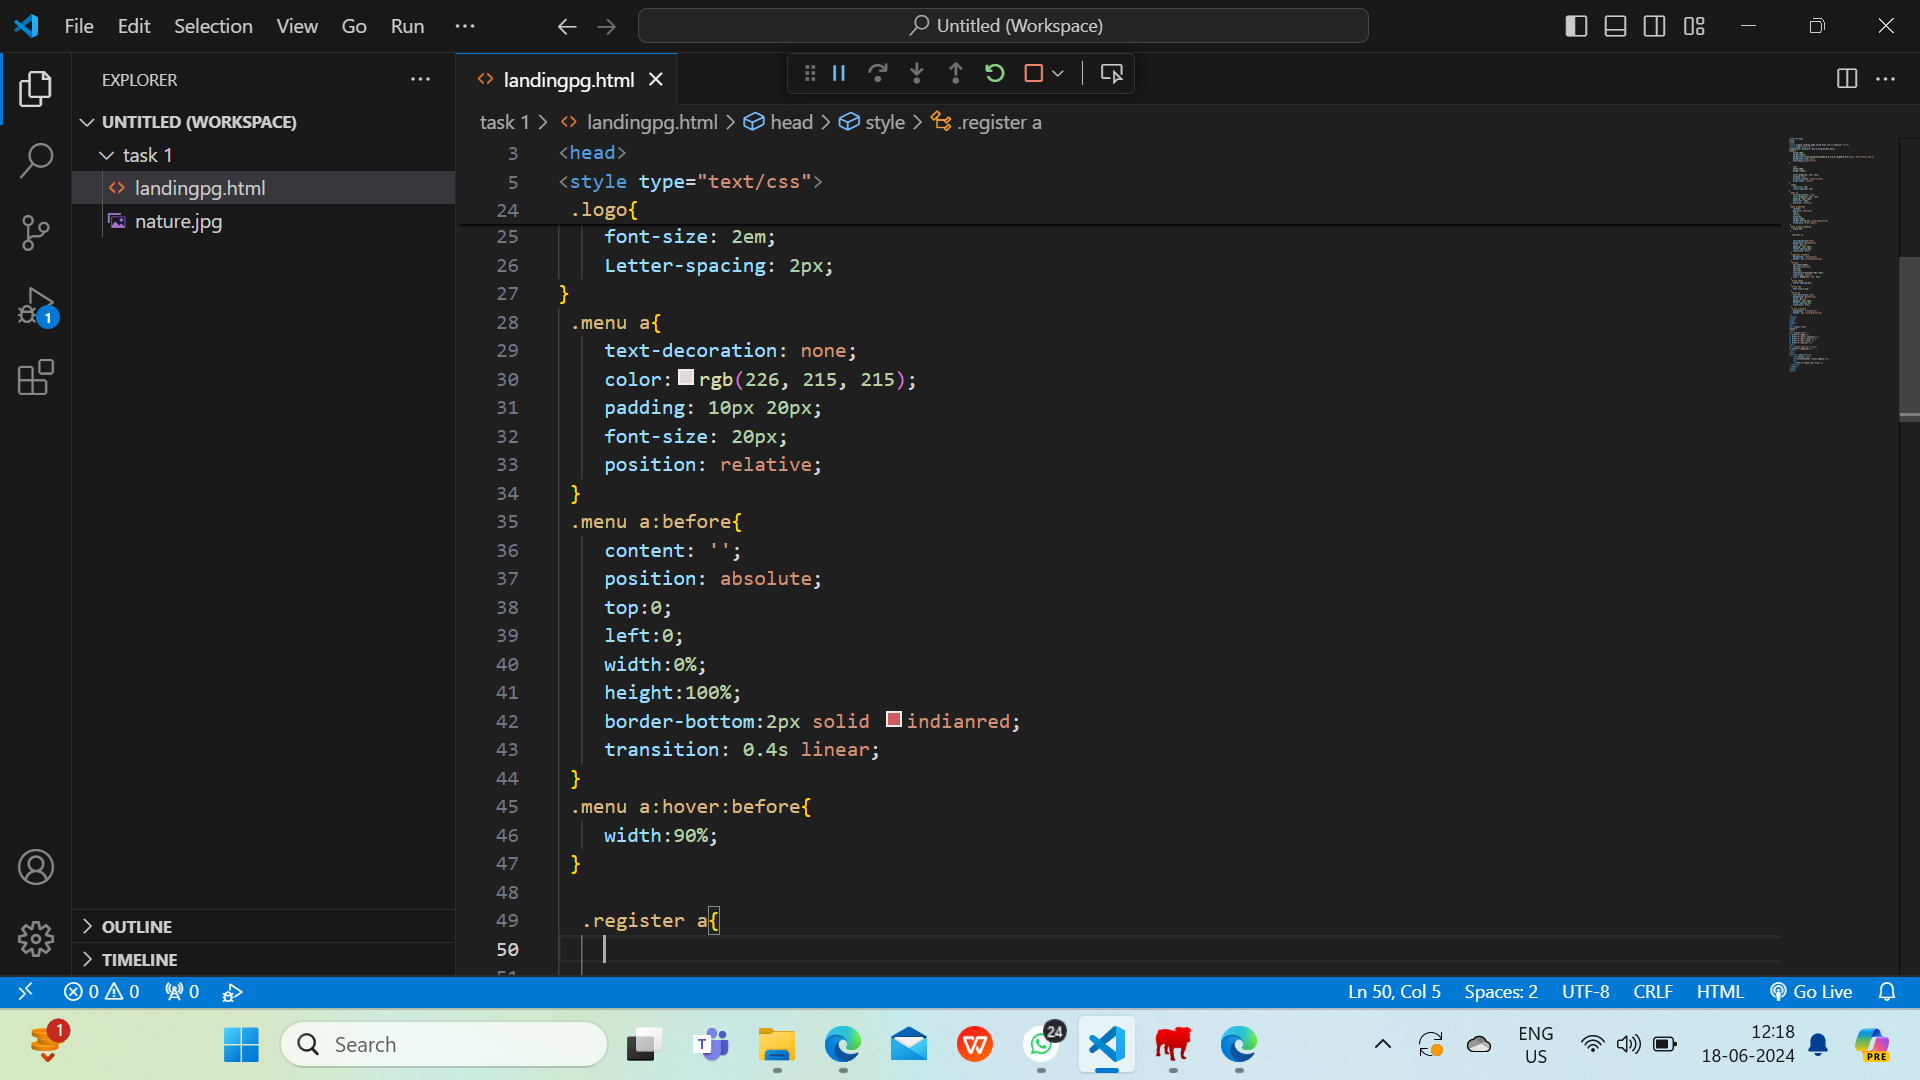 File Edit Selection View Go Run ···
Untitled (Workspace)
EXPLORER
UNTITLED (WORKSPACE)
task 1
landingpg.html
nature.jpg
OUTLINE
TIMELINE
landingpg.html
task 1 > landingpg.html > head > style > .register a
3 <head>
5 <style type="text/css">
24 .logo{
25 font-size: 2em;
26 Letter-spacing: 2px;
27 }
28 .menu a{
29 text-decoration: none;
30 color: rgb(226, 215, 215);
31 padding: 10px 20px;
32 font-size: 20px;
33 position: relative;
34 }
35 .menu a:before{
36 content: '';
37 position: absolute;
38 top:0;
39 left:0;
40 width:0%;
41 height:100%;
42 border-bottom:2px solid indianred;
43 transition: 0.4s linear;
44 }
45 .menu a:hover:before{
46 width:90%;
47 }
48
49 .register a{
50
1
0 0 0
Ln 50, Col 5 Spaces: 2 UTF-8 CRLF HTML Go Live
1
Search
T
W
24
ENG
US
12:18
18-06-2024
PRE